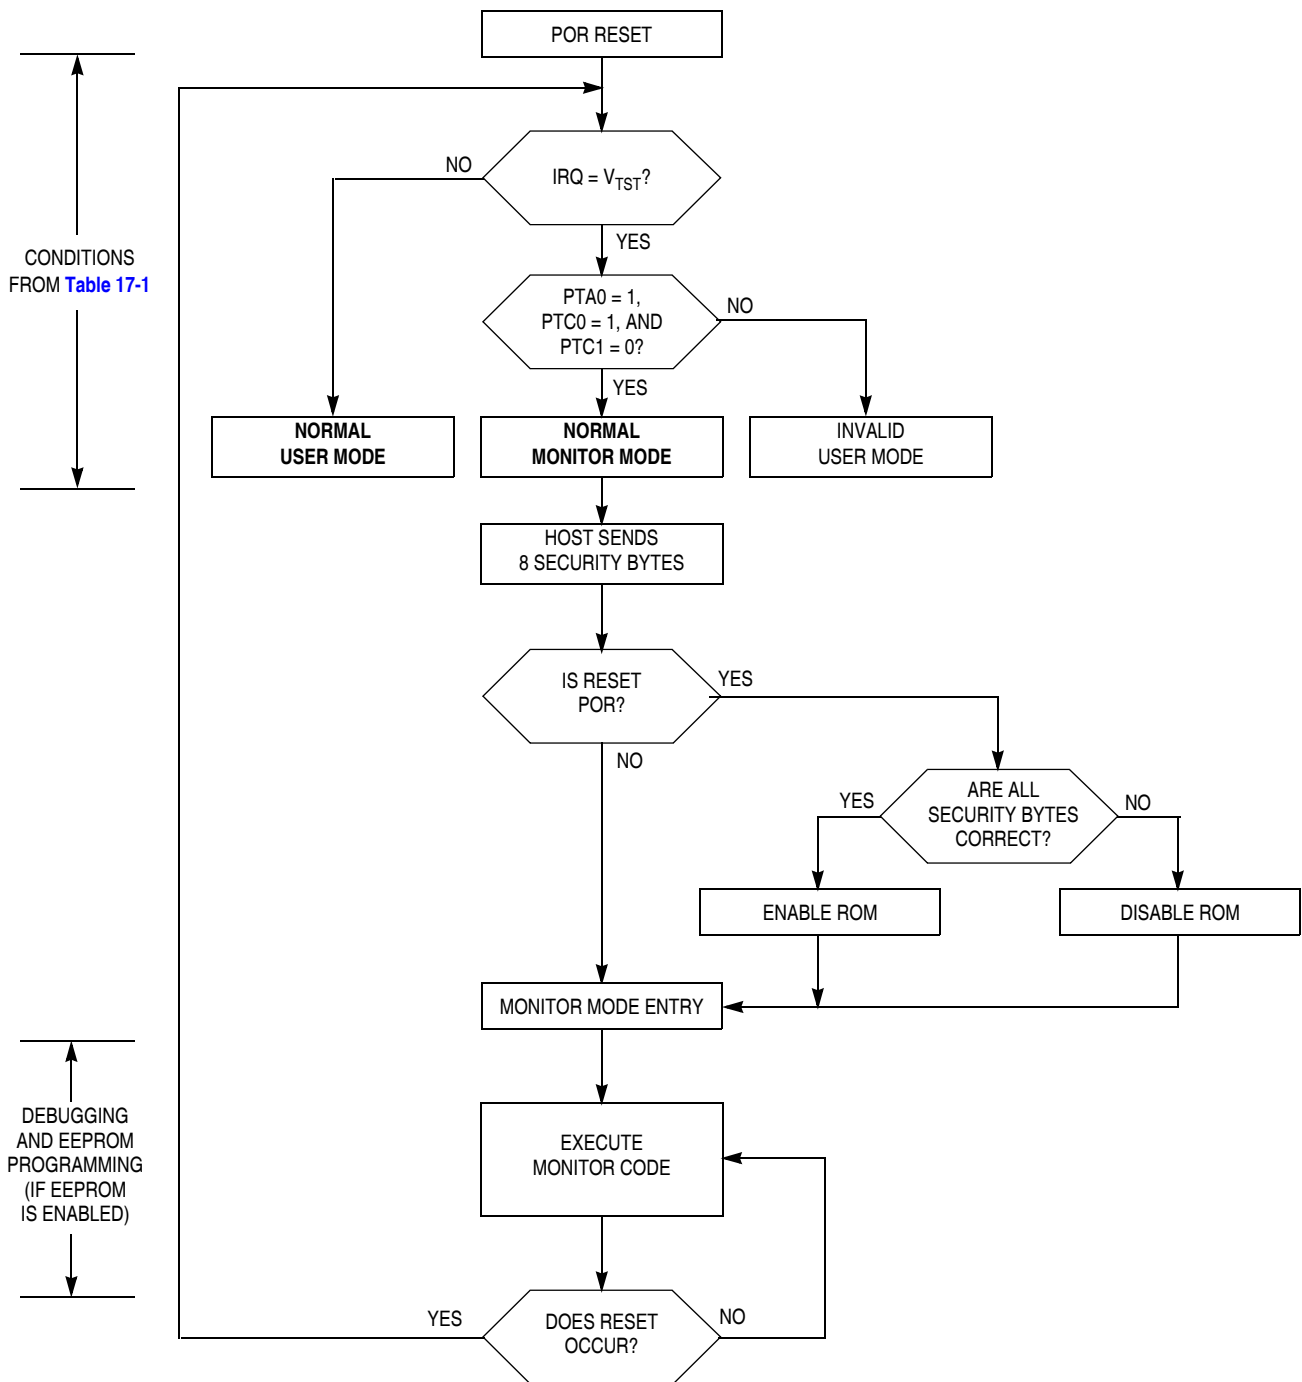 POR RESET
NO
IRQ = VTST?
YES
CONDITIONS
FROM Table 17-1
PTA0 = 1,
PTC0 = 1, AND
PTC1 = 0?
NO
YES
NORMAL
USER MODE
NORMAL
MONITOR MODE
INVALID
USER MODE
HOST SENDS
8 SECURITY BYTES
IS RESET
POR?
YES
NO
ARE ALL
SECURITY BYTES
CORRECT?
YES
NO
ENABLE ROM
DISABLE ROM
MONITOR MODE ENTRY
DEBUGGING
AND EEPROM
PROGRAMMING
(IF EEPROM
IS ENABLED)
EXECUTE
MONITOR CODE
YES
DOES RESET
OCCUR?
NO